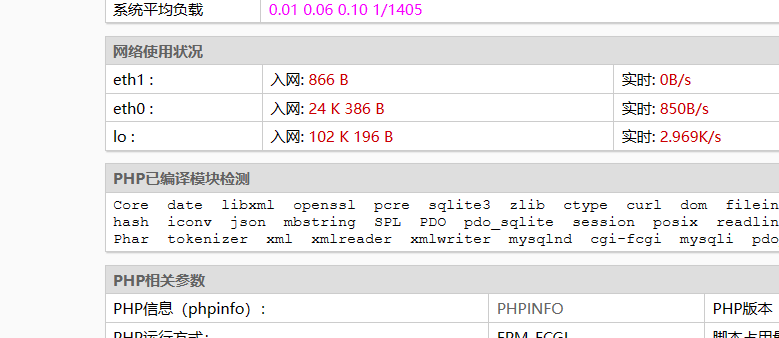 系统平均负载 0.01 0.06 0.10 1/1405
网络使用状况
eth1 : 入网: 866 B 实时: 0B/s
eth0 : 入网: 24 K 386 B 实时: 850B/s
lo : 入网: 102 K 196 B 实时: 2.969K/s
PHP已编译模块检测
Core date libxml openssl pcre sqlite3 zlib ctype curl dom filein
hash iconv json mbstring SPL PDO pdo_sqlite session posix readlin
Phar tokenizer xml xmlreader xmlwriter mysqlnd cgi-fcgi mysqli pdo
PHP相关参数
PHP信息（phpinfo）: PHPINFO PHP版本
PHP运行方式: FPM-FCGI 脚本占用最